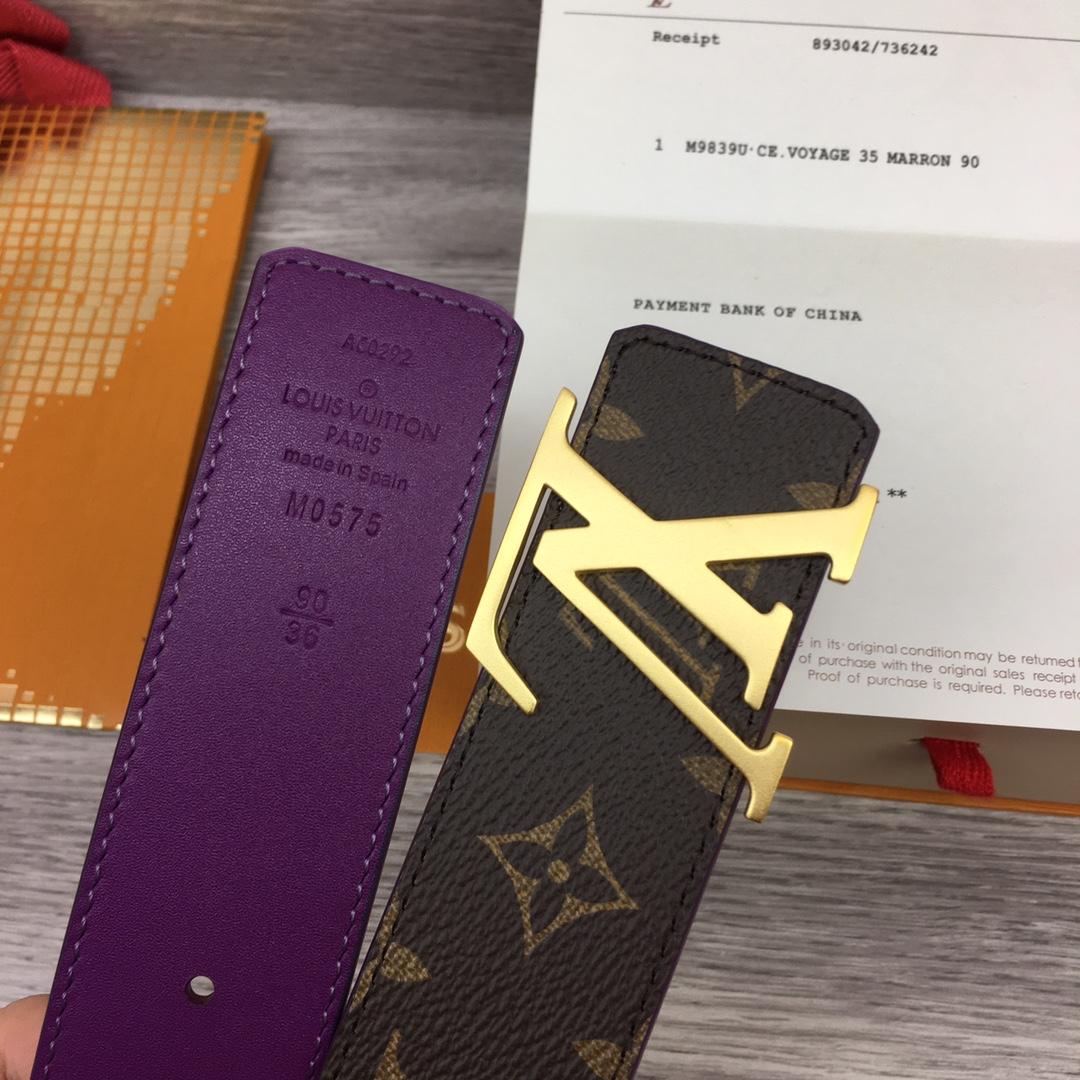 Receipt 893042/736242
1 M9839U·CE.VOYAGE 35 MARRON 90
PAYMENT BANK OF CHINA
**
in its·original condition may be returned
of purchase with the original sales receipt
Proof of purchase is required. Please
LOUIS VUITTON
PARIS
made in Spain
M0575
90
36